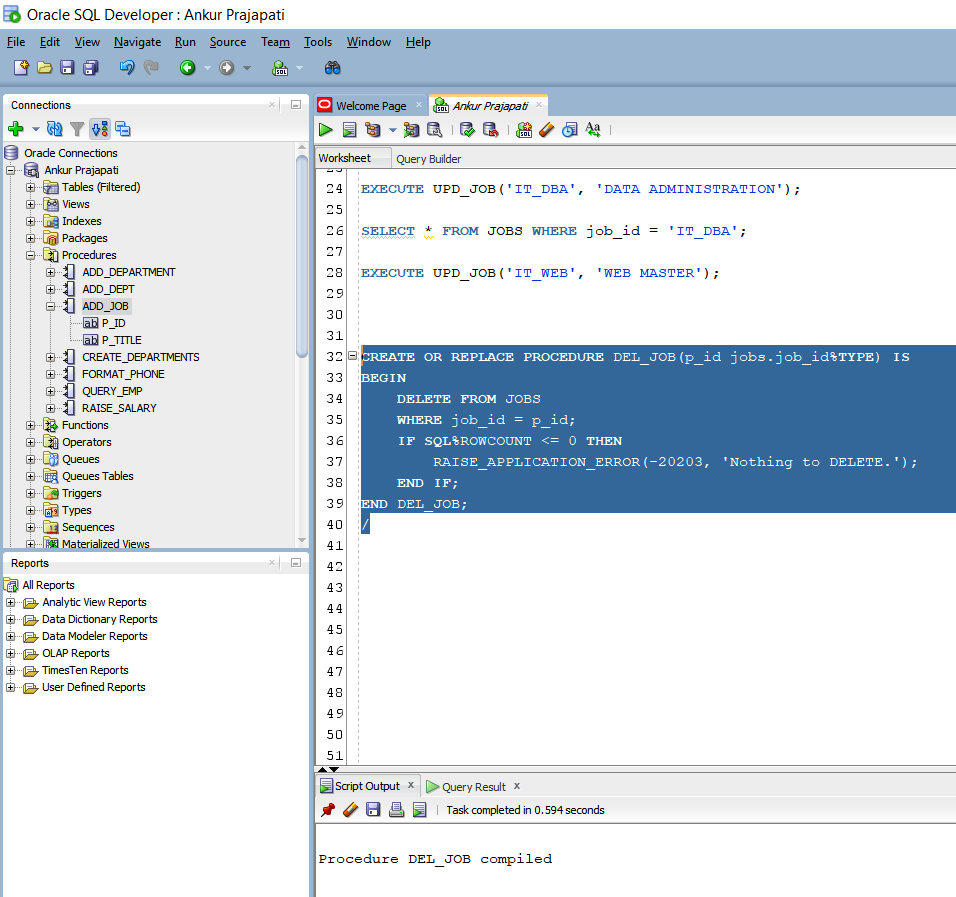 Oracle SQL Developer : Ankur Prajapati
File Edit View Navigate Run Source Team Tools Window Help
Connections
Oracle Connections
Ankur Prajapati
Tables (Filtered)
Views
Indexes
Packages
Procedures
ADD_DEPARTMENT
ADD_DEPT
ADD_JOB
P_ID
P_TITLE
CREATE_DEPARTMENTS
FORMAT_PHONE
QUERY_EMP
RAISE_SALARY
Functions
Operators
Queues
Queues Tables
Triggers
Types
Sequences
Materialized Views
Reports
All Reports
Analytic View Reports
Data Dictionary Reports
Data Modeler Reports
OLAP Reports
TimesTen Reports
User Defined Reports
Welcome Page Ankur Prajapati
Worksheet Query Builder
23
24 EXECUTE UPD_JOB('IT_DBA', 'DATA ADMINISTRATION');
25
26 SELECT * FROM JOBS WHERE job_id = 'IT_DBA';
27
28 EXECUTE UPD_JOB('IT_WEB', 'WEB MASTER');
29
30
31
32 CREATE OR REPLACE PROCEDURE DEL_JOB(p_id jobs.job_id%TYPE) IS
33 BEGIN
34 DELETE FROM JOBS
35 WHERE job_id = p_id;
36 IF SQL%ROWCOUNT <= 0 THEN
37 RAISE_APPLICATION_ERROR(-20203, 'Nothing to DELETE.');
38 END IF;
39 END DEL_JOB;
40 /
41
42
43
44
45
46
47
48
49
50
51
Script Output Query Result
Task completed in 0.594 seconds
Procedure DEL_JOB compiled